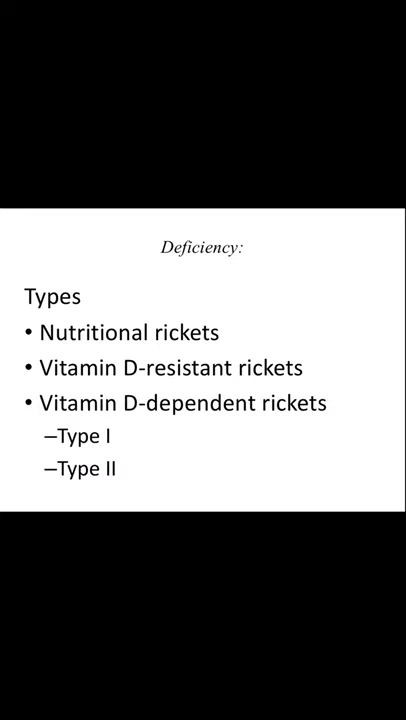 Deficiency:
Types
• Nutritional rickets
• Vitamin D-resistant rickets
• Vitamin D-dependent rickets
–Type I
–Type II